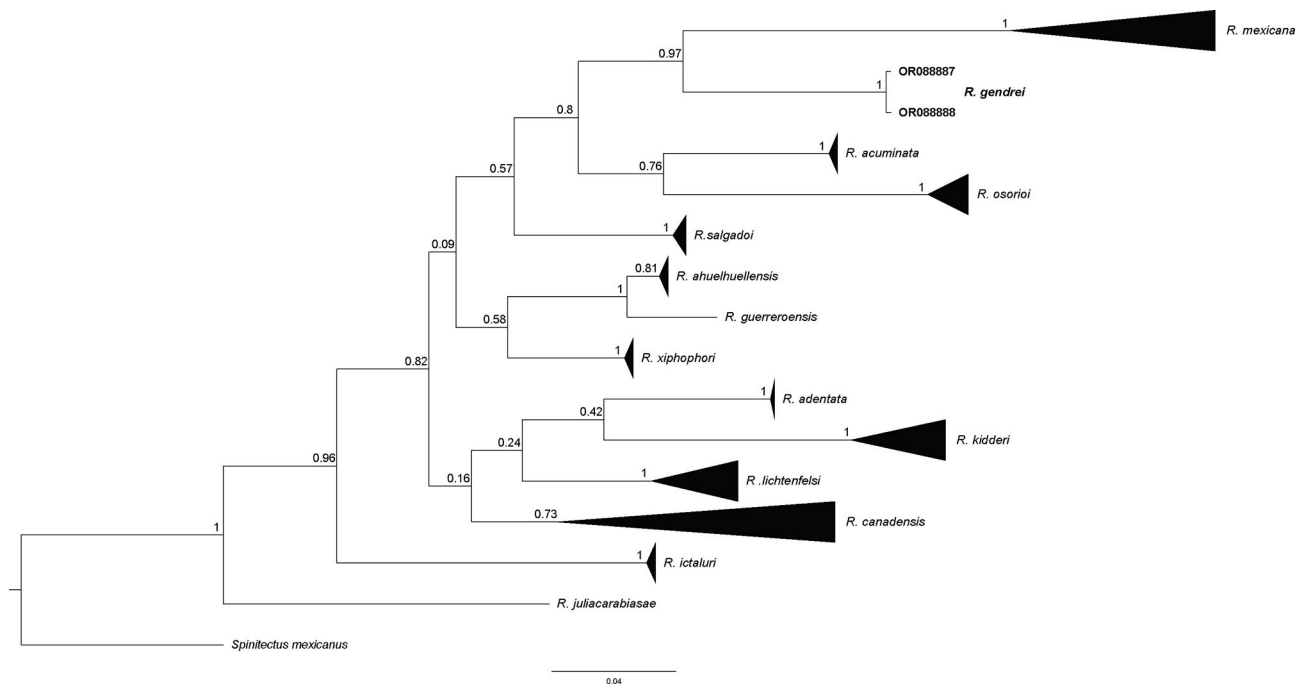 1
R. mexicana
0.97
OR088887
1
R. gendrei
0.8
OR088888
1
R. acuminata
0.76
0.57
1
R. osorioi
1
R.salgadoi
0.09
0.81
R. ahuelhuellensis
1
R. guerreroensis
0.58
1
R. xiphophori
0.82
1
R. adentata
0.42
1
R. kidderi
0.24
1
R .lichtenfelsi
0.16
0.73
R. canadensis
0.96
1
1
R. ictaluri
R. juliacarabiasae
Spinitectus mexicanus
0.04